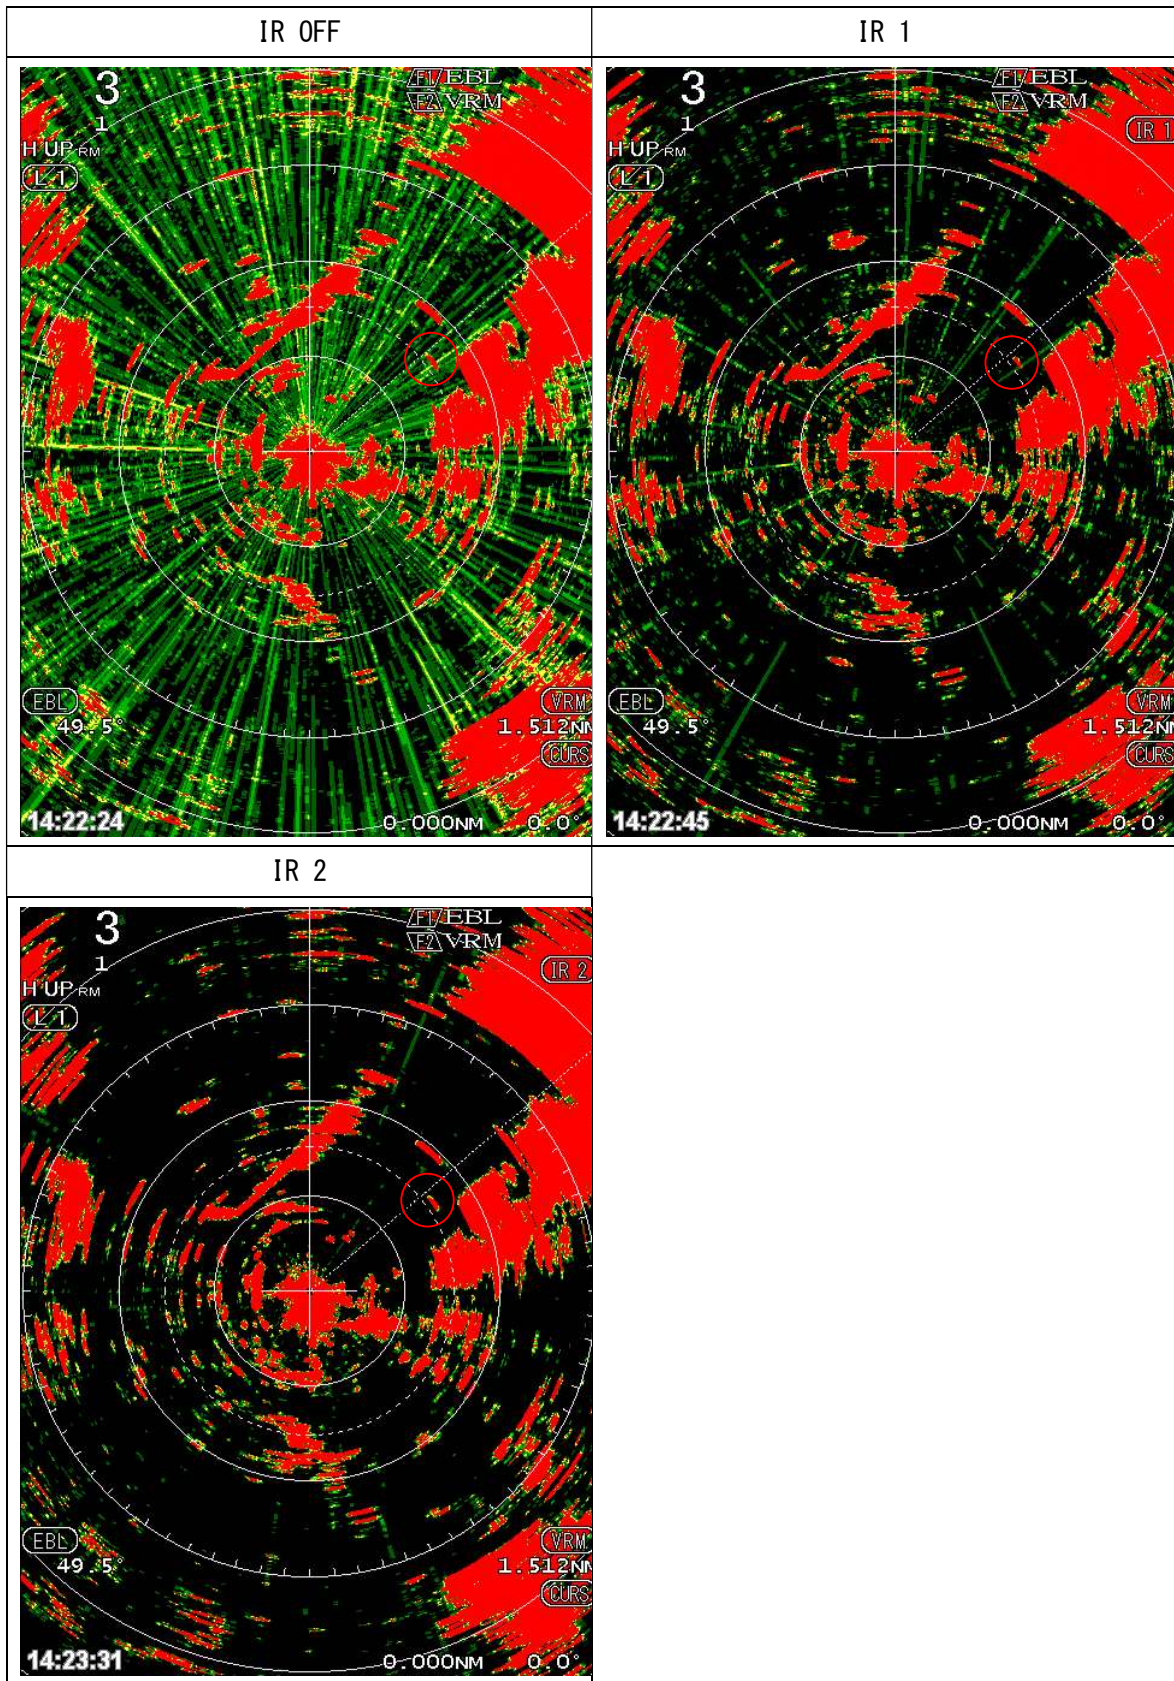 IR OFF
IR 1
3
1
H UP RM
L/1
F1 EBL
F2 VRM
EBL
49.5°
VRM
1.512NM
CURS
14:22:24
0.000NM 0.0°
3
1
H UP RM
L/1
F1 EBL
F2 VRM
IR 1
EBL
49.5°
VRM
1.512NM
CURS
14:22:45
0.000NM 0.0°
IR 2
3
1
H UP RM
L/1
F1 EBL
F2 VRM
IR 2
EBL
49.5°
VRM
1.512NM
CURS
14:23:31
0.000NM 0.0°